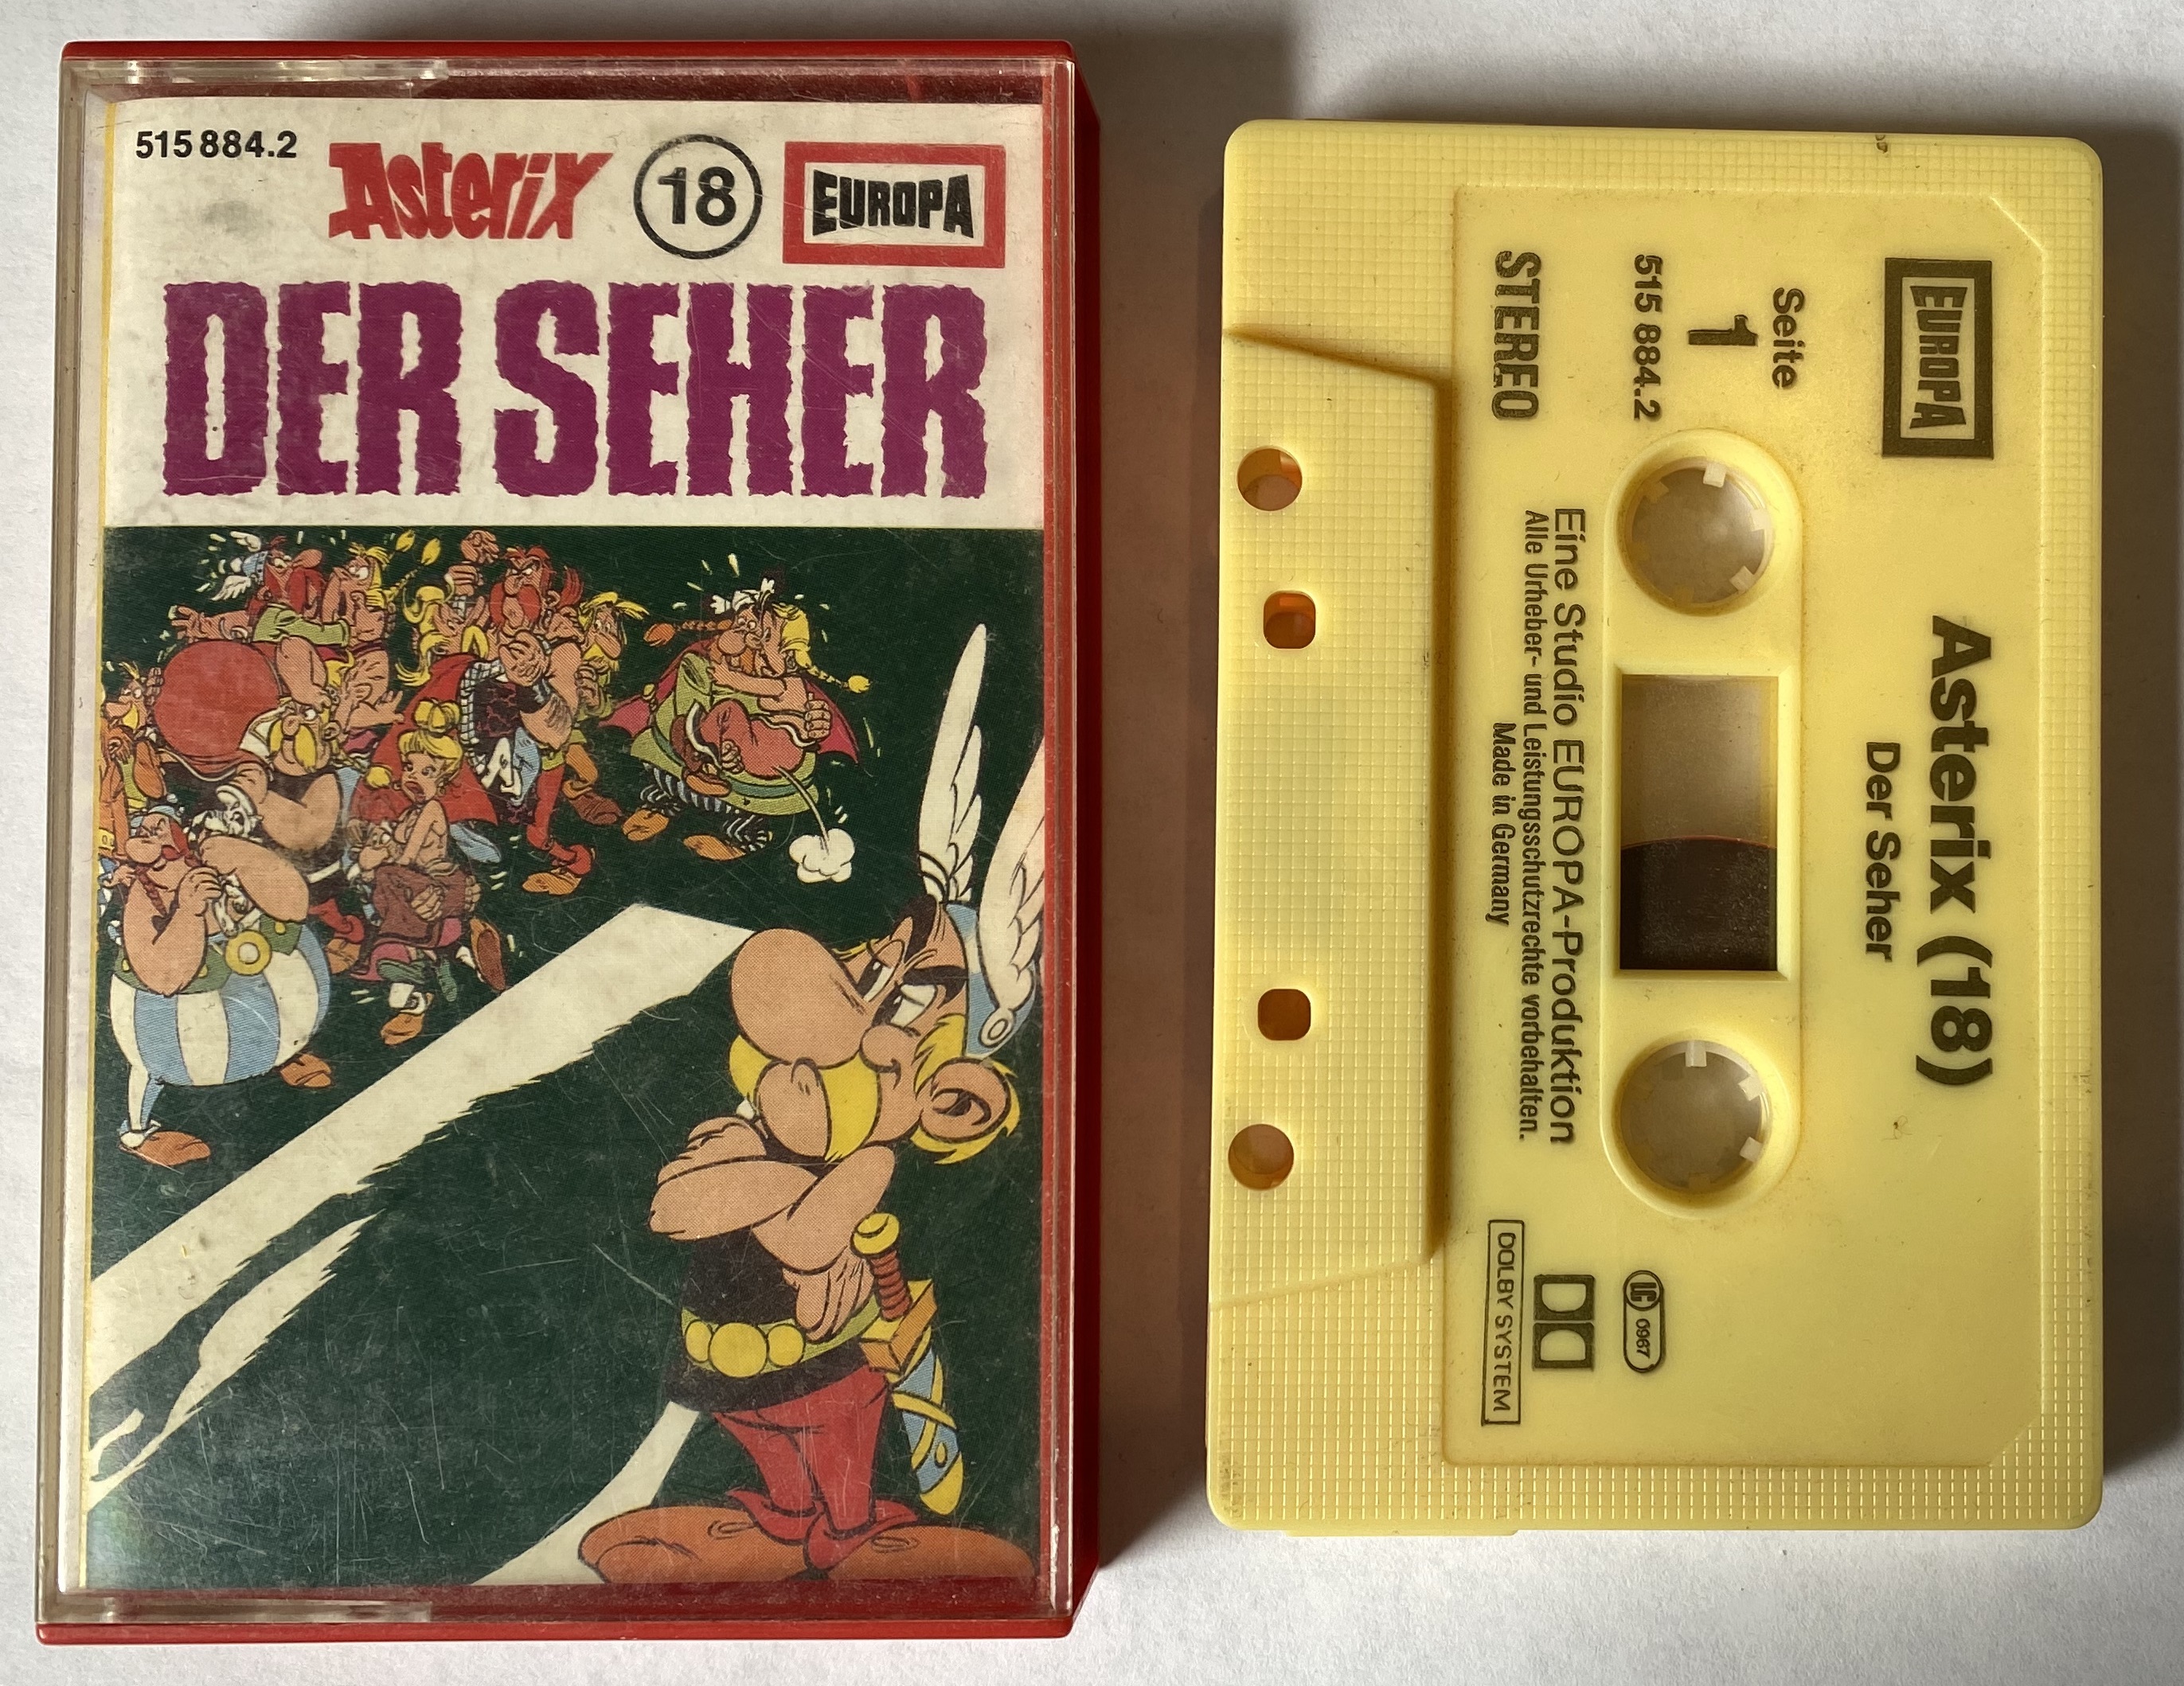 515 884.2
Asterix
18
EUROPA
DER SEHER
EUROPA
Asterix (18)
Der Seher
Seite
1
515 884.2
STEREO
LC 0967
Eine Studio EUROPA-Produktion
Alle Urheber- und Leistungsschutzrechte vorbehalten.
Made in Germany
DOLBY SYSTEM